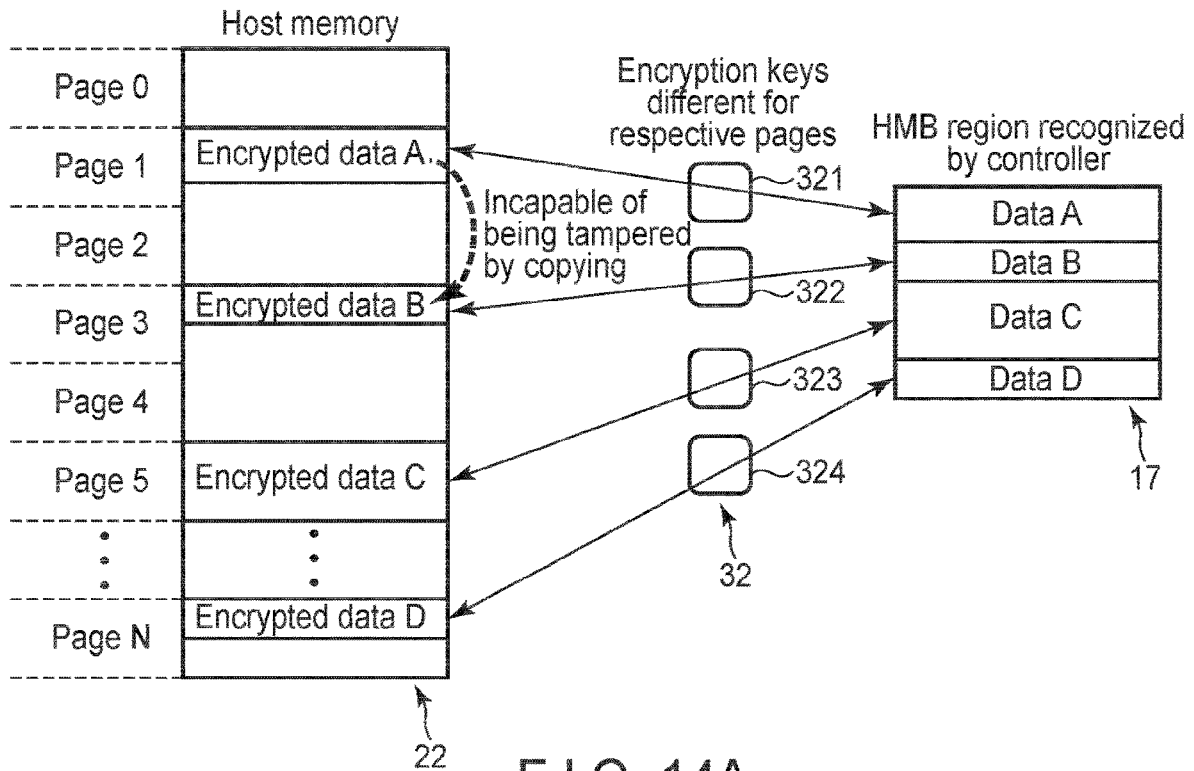 Host memory
Page 0
Page 1
Page 2
Page 3
Page 4
Page 5
Page N
Encrypted data A
Encrypted data B
Encrypted data C
Encrypted data D
Incapable of
being tampered
by copying
22
Encryption keys
different for
respective pages
321
322
323
324
32
HMB region recognized
by controller
Data A
Data B
Data C
Data D
17
FIG. 14A